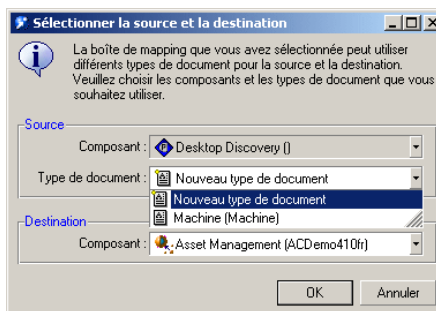 Sélectionner la source et la destination
La boîte de mapping que vous avez sélectionnée peut utiliser
différents types de document pour la source et la destination.
Veuillez choisir les composants et les types de document que vous
souhaitez utiliser.
Source
Composant : Desktop Discovery ()
Type de document : Nouveau type de document
Nouveau type de document
Machine (Machine)
Destination
Composant : Asset Management (ACDemo410fr)
OK Annuler